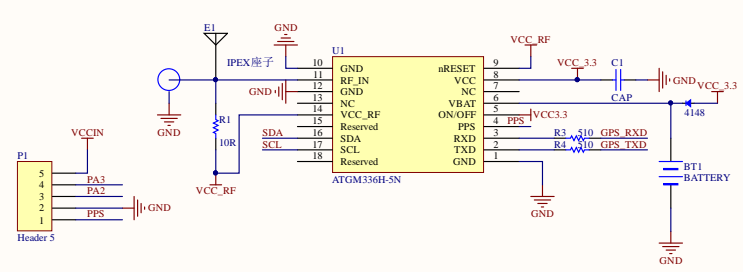 E1
GND
IPEX座子
GND
GND
R1
10R
VCC_RF
SDA
SCL
U1
10 GND nRESET 9
11 RF_IN VCC 8
12 GND NC 7
13 NC VBAT 6
14 VCC_RF ON/OFF 5
15 Reserved PPS 4
16 SDA RXD 3
17 SCL TXD 2
18 Reserved GND 1
ATGM336H-5N
VCC_RF
VCC_3.3
C1
CAP
GND
VCC_3.3
4148
VCC3.3
PPS
R3 510 GPS_RXD
R4 510 GPS_TXD
GND
BT1
BATTERY
GND
VCCIN
P1
5
4 PA3
3 PA2
2 GND
1 PPS
Header 5